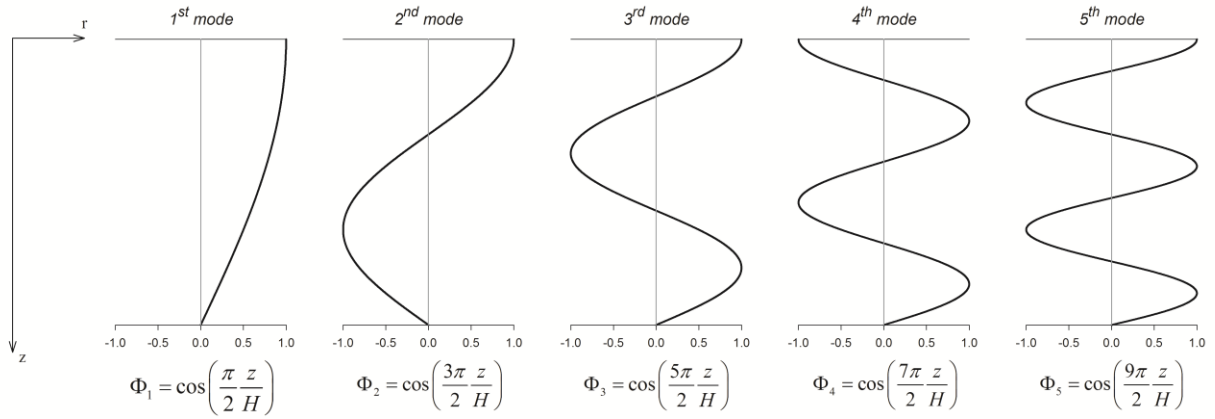 r 1st mode 2nd mode 3rd mode 4th mode 5th mode
-1.0 -0.5 0.0 0.5 1.0 -1.0 -0.5 0.0 0.5 1.0 -1.0 -0.5 0.0 0.5 1.0 -1.0 -0.5 0.0 0.5 1.0 -1.0 -0.5 0.0 0.5 1.0
z
Φ₁ = cos(π/2 z/H) Φ₂ = cos(3π/2 z/H) Φ₃ = cos(5π/2 z/H) Φ₄ = cos(7π/2 z/H) Φ₅ = cos(9π/2 z/H)